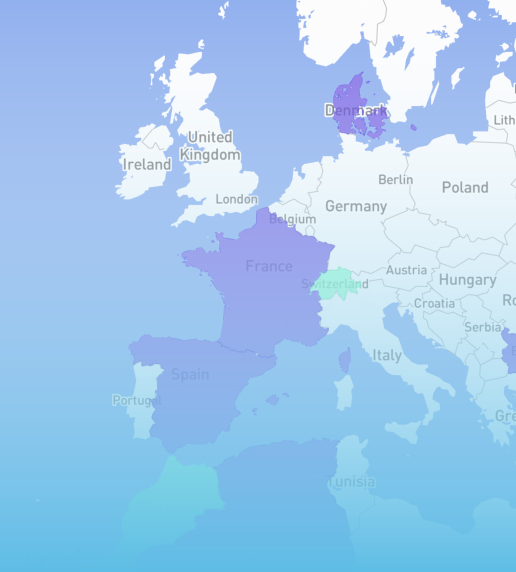 Denmark
Lith
United
Kingdom
Ireland
Berlin
Poland
London
Germany
Belgium
France
Austria
Switzerland
Hungary
Croatia
Ro
Serbia
Italy
Spain
Portugal
Gre
Tunisia